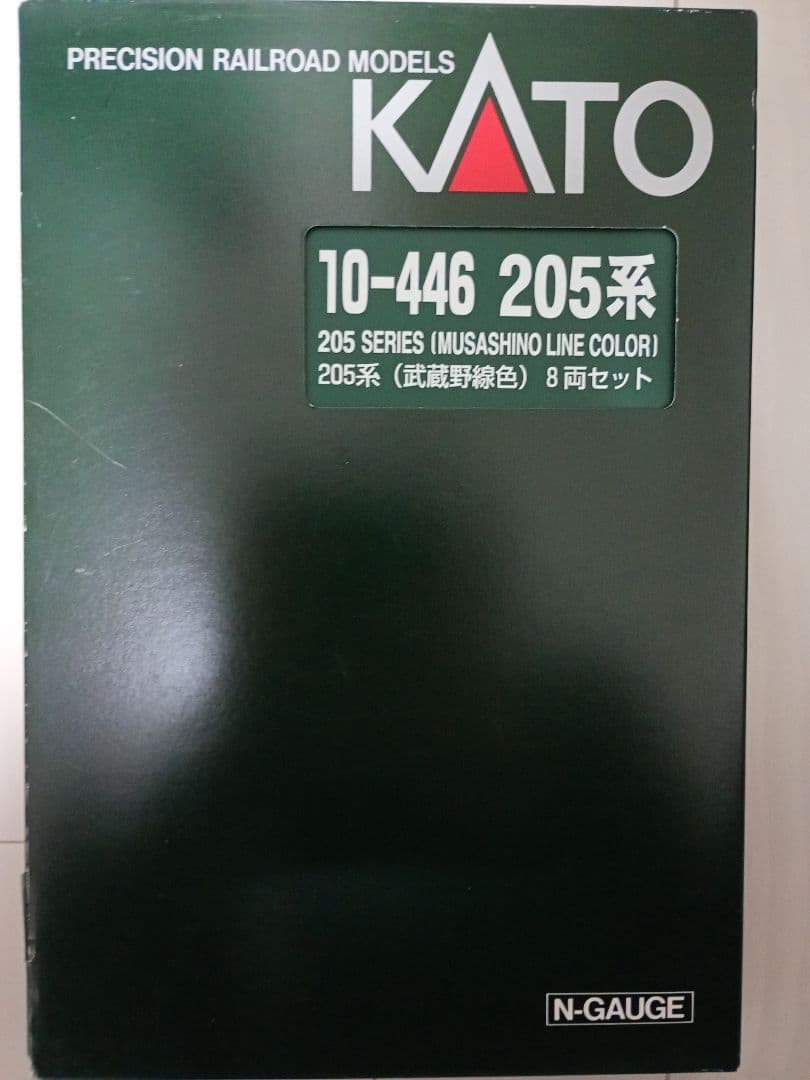 PRECISION RAILROAD MODELS
KATO
10-446 205系
205 SERIES (MUSASHINO LINE COLOR)
205系（武蔵野線色）8両セット
N-GAUGE